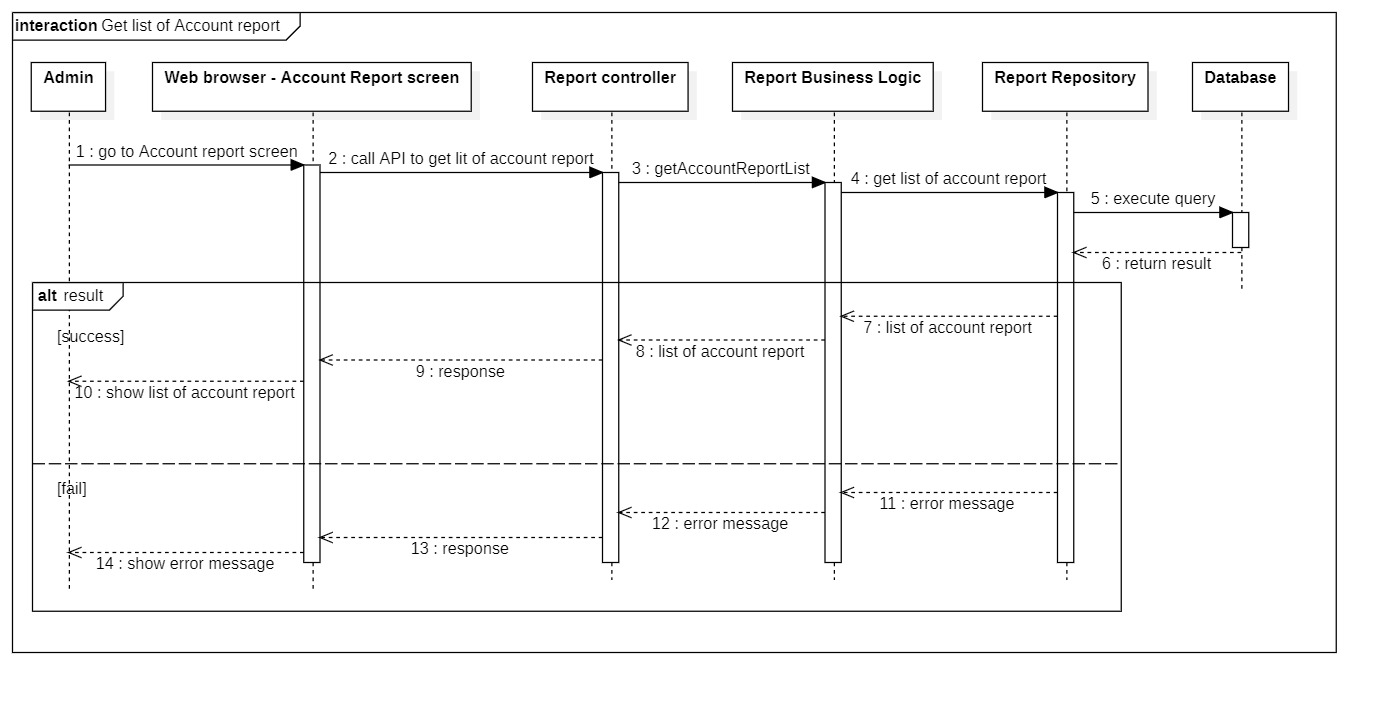 interaction Get list of Account report
Admin
Web browser - Account Report screen
Report controller
Report Business Logic
Report Repository
Database
1 : go to Account report screen
2 : call API to get lit of account report
3 : getAccountReportList
4 : get list of account report
5 : execute query
6 : return result
alt result
[success]
7 : list of account report
8 : list of account report
9 : response
10 : show list of account report
[fail]
11 : error message
12 : error message
13 : response
14 : show error message